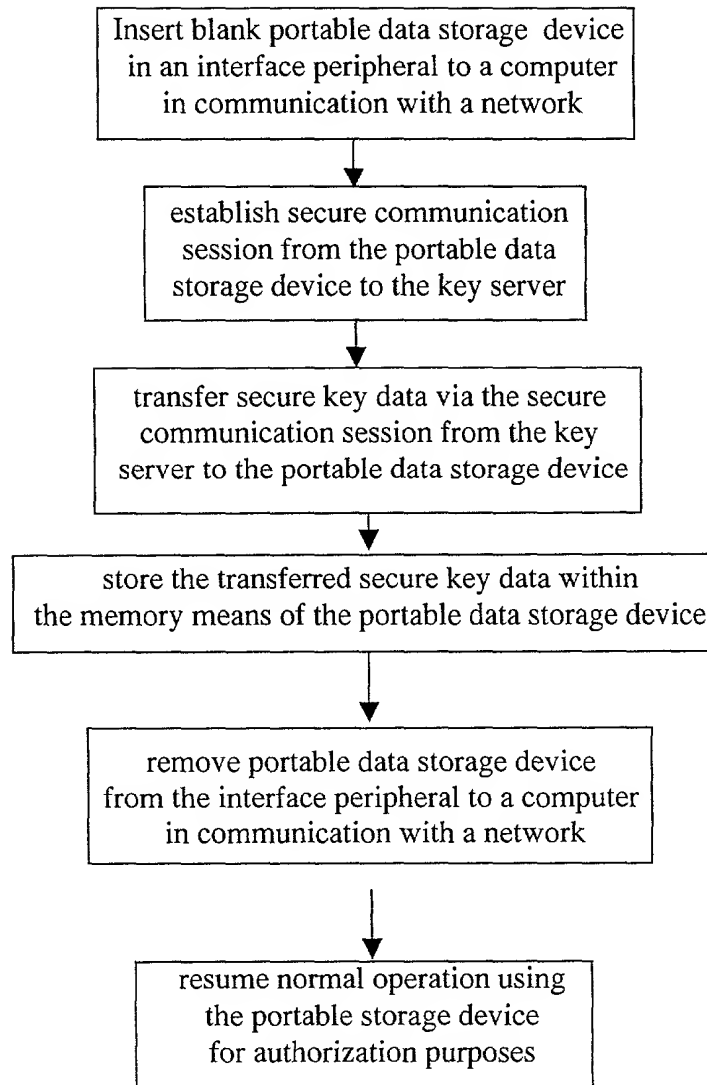 Insert blank portable data storage device
in an interface peripheral to a computer
in communication with a network
establish secure communication
session from the portable data
storage device to the key server
transfer secure key data via the secure
communication session from the key
server to the portable data storage device
store the transferred secure key data within
the memory means of the portable data storage device
remove portable data storage device
from the interface peripheral to a computer
in communication with a network
resume normal operation using
the portable storage device
for authorization purposes